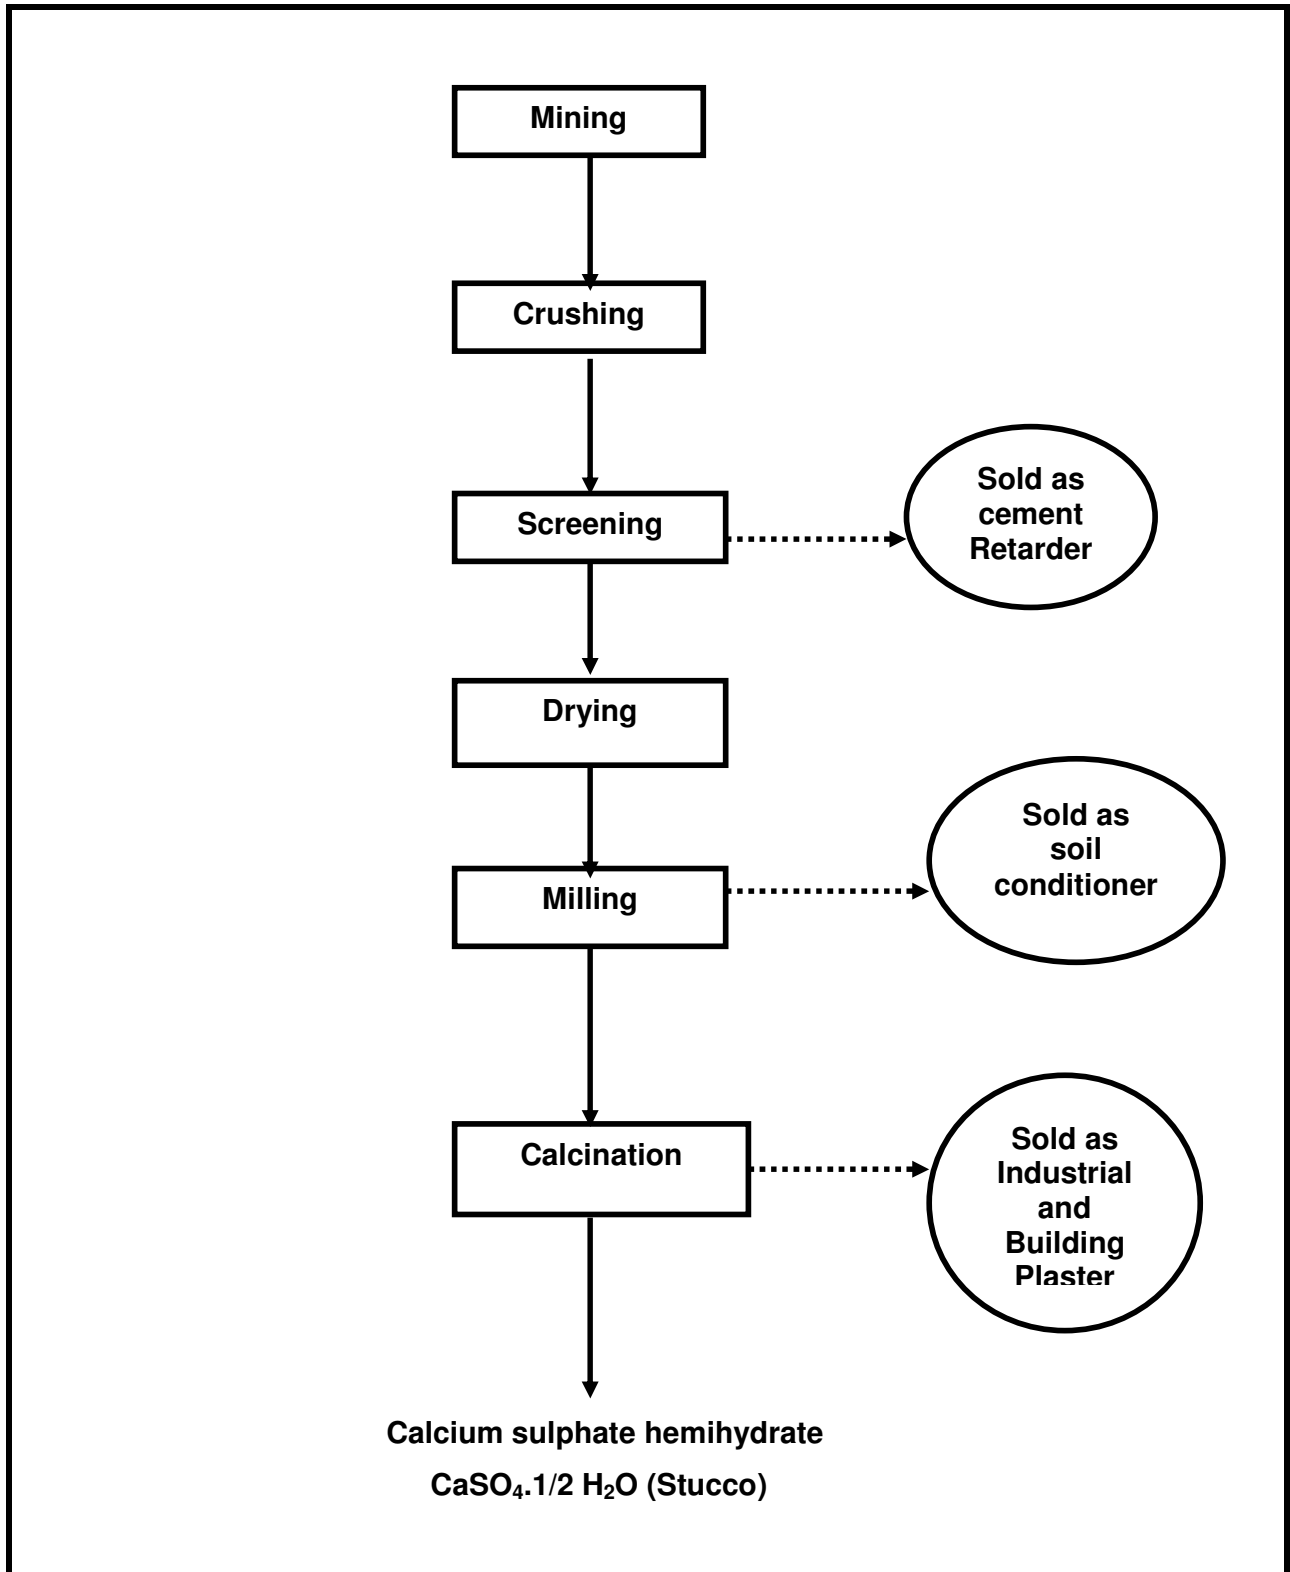 Mining
Crushing
Screening
Sold as
cement
Retarder
Drying
Sold as
soil
conditioner
Milling
Calcination
Sold as
Industrial
and
Building
Plaster
Calcium sulphate hemihydrate
CaSO₄.1/2 H₂O (Stucco)